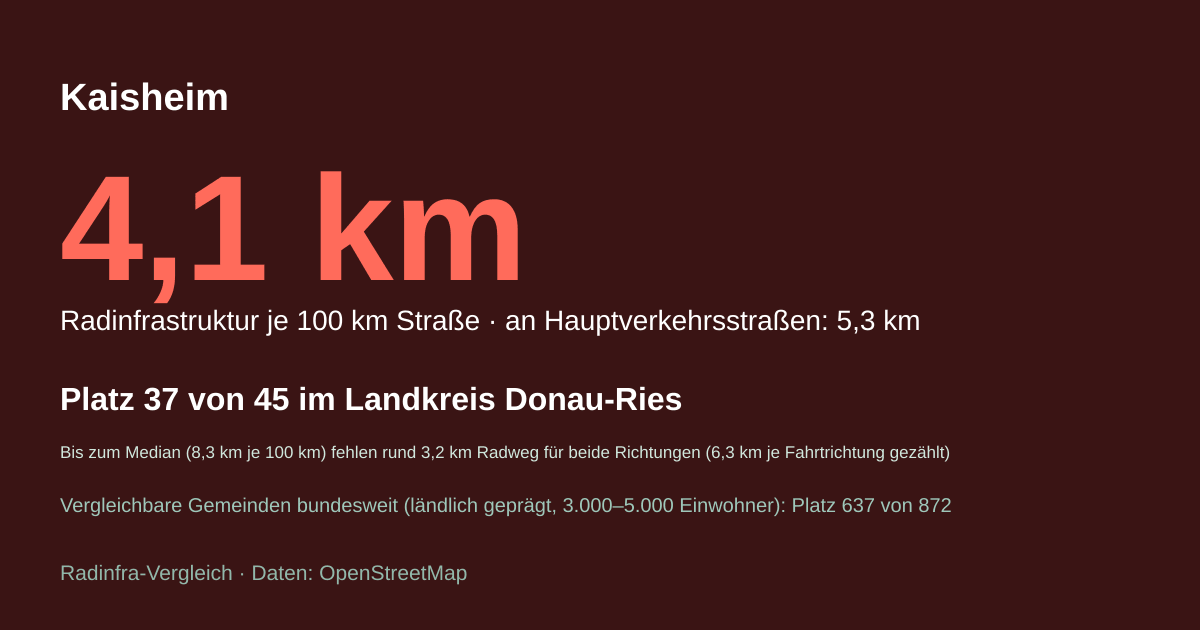 Kaisheim
4,1 km
Radinfrastruktur je 100 km Straße · an Hauptverkehrsstraßen: 5,3 km
Platz 37 von 45 im Landkreis Donau-Ries
Bis zum Median (8,3 km je 100 km) fehlen rund 3,2 km Radweg für beide Richtungen (6,3 km je Fahrtrichtung gezählt)
Vergleichbare Gemeinden bundesweit (ländlich geprägt, 3.000–5.000 Einwohner): Platz 637 von 872
Radinfra-Vergleich · Daten: OpenStreetMap